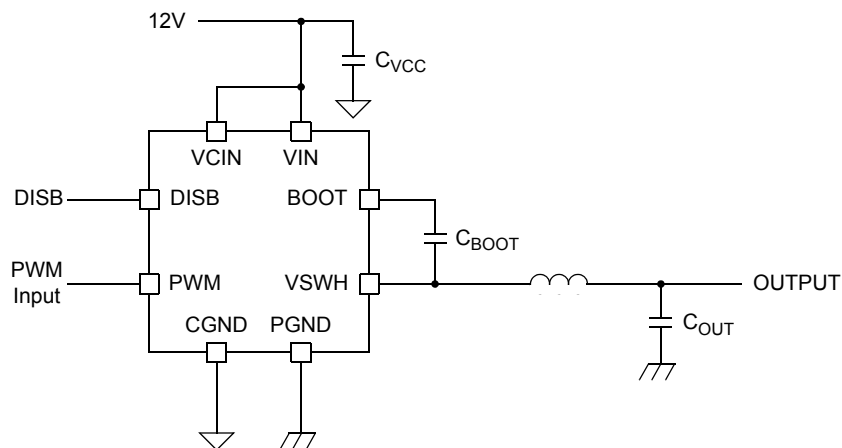 12V
C_VCC
VCIN VIN
DISB DISB BOOT
C_BOOT
PWM
Input
PWM VSWH OUTPUT
CGND PGND
C_OUT